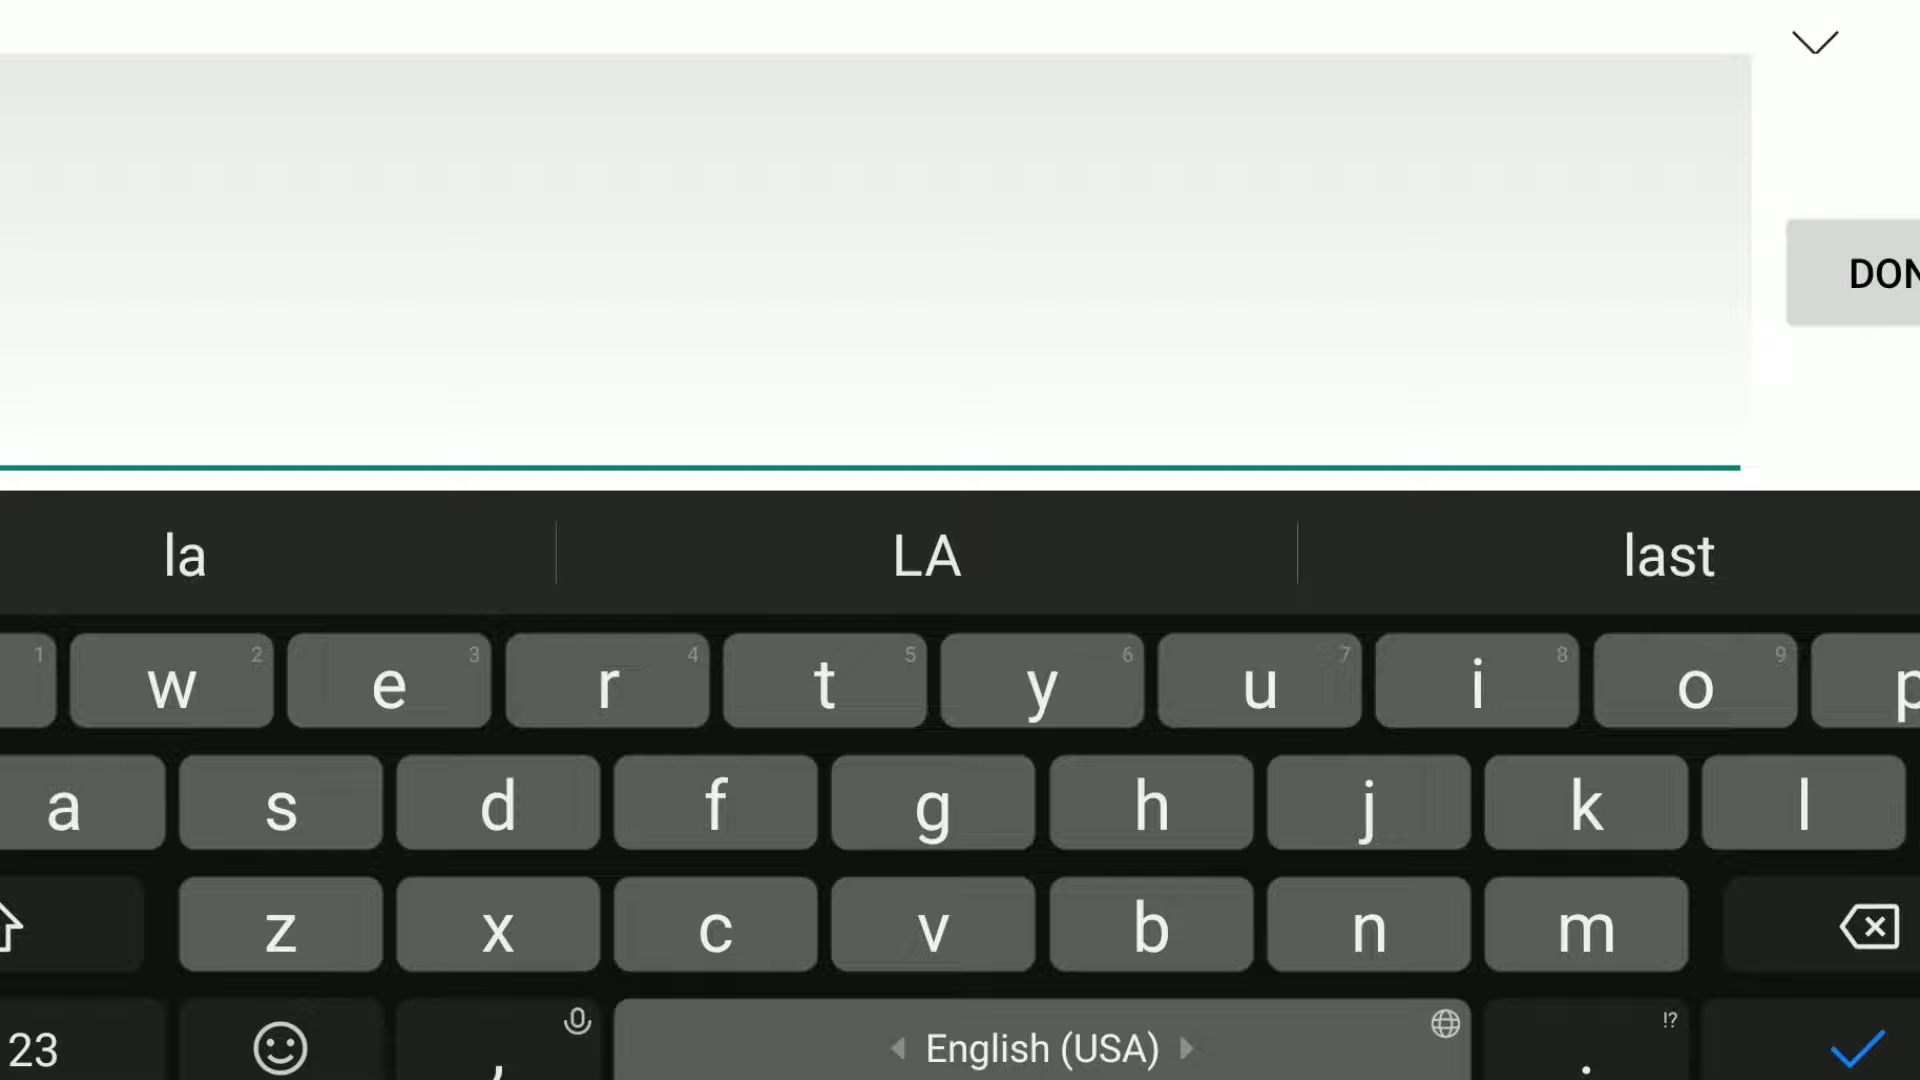 DON
la LA last
1 w 2 e 3 r 4 t 5 y 6 u 7 i 8 o 9 p
a s d f g h j k l
z x c v b n m
23 , English (USA) !? .